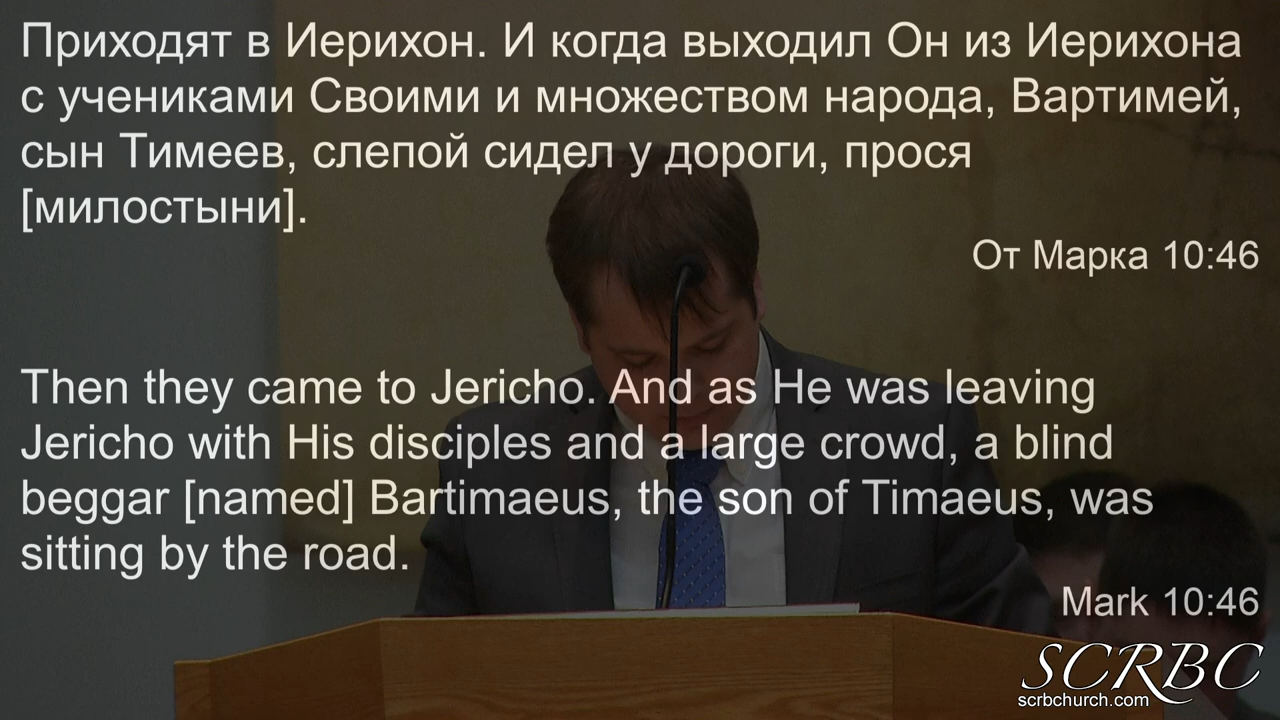 Приходят в Иерихон. И когда выходил Он из Иерихона
с учениками Своими и множеством народа, Вартимей,
сын Тимеев, слепой сидел у дороги, прося
[милостыни].
От Марка 10:46
Then they came to Jericho. And as He was leaving
Jericho with His disciples and a large crowd, a blind
beggar [named] Bartimaeus, the son of Timaeus, was
sitting by the road.
Mark 10:46
SCRBC
scrbchurch.com